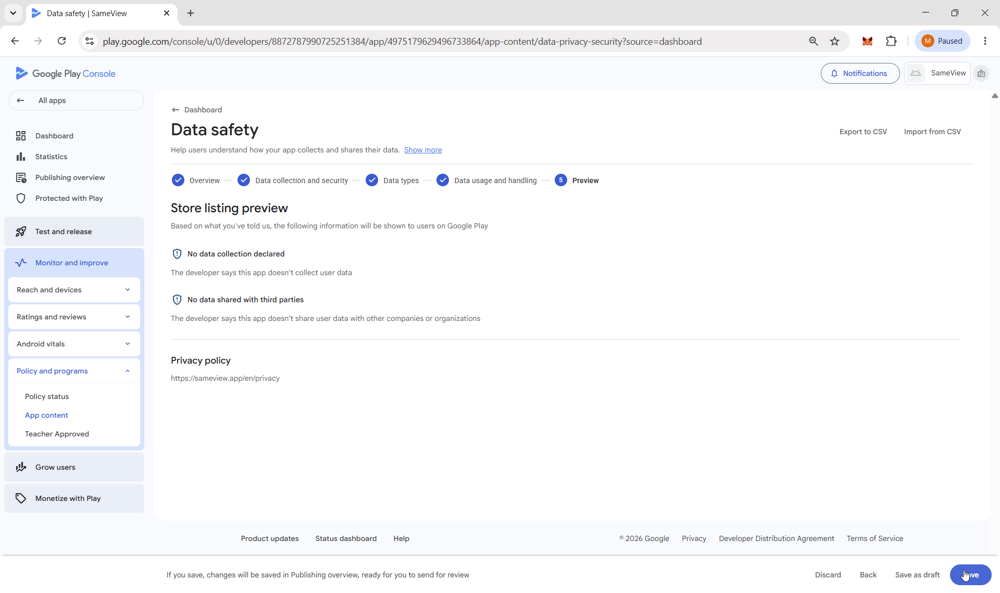 Data safety | SameView
play.google.com/console/u/0/developers/8872787990725251384/app/4975179629496733864/app-content/data-privacy-security?source=dashboard
M Paused
Google Play Console
Notifications
SameView
All apps
Dashboard
Statistics
Publishing overview
Protected with Play
Test and release
Monitor and improve
Reach and devices
Ratings and reviews
Android vitals
Policy and programs
Policy status
App content
Teacher Approved
Grow users
Monetize with Play
Dashboard
Data safety
Export to CSV
Import from CSV
Help users understand how your app collects and shares their data. Show more
Overview
Data collection and security
Data types
Data usage and handling
5 Preview
Store listing preview
Based on what you've told us, the following information will be shown to users on Google Play
No data collection declared
The developer says this app doesn't collect user data
No data shared with third parties
The developer says this app doesn't share user data with other companies or organizations
Privacy policy
https://sameview.app/en/privacy
Product updates
Status dashboard
Help
© 2026 Google
Privacy
Developer Distribution Agreement
Terms of Service
If you save, changes will be saved in Publishing overview, ready for you to send for review
Discard
Back
Save as draft